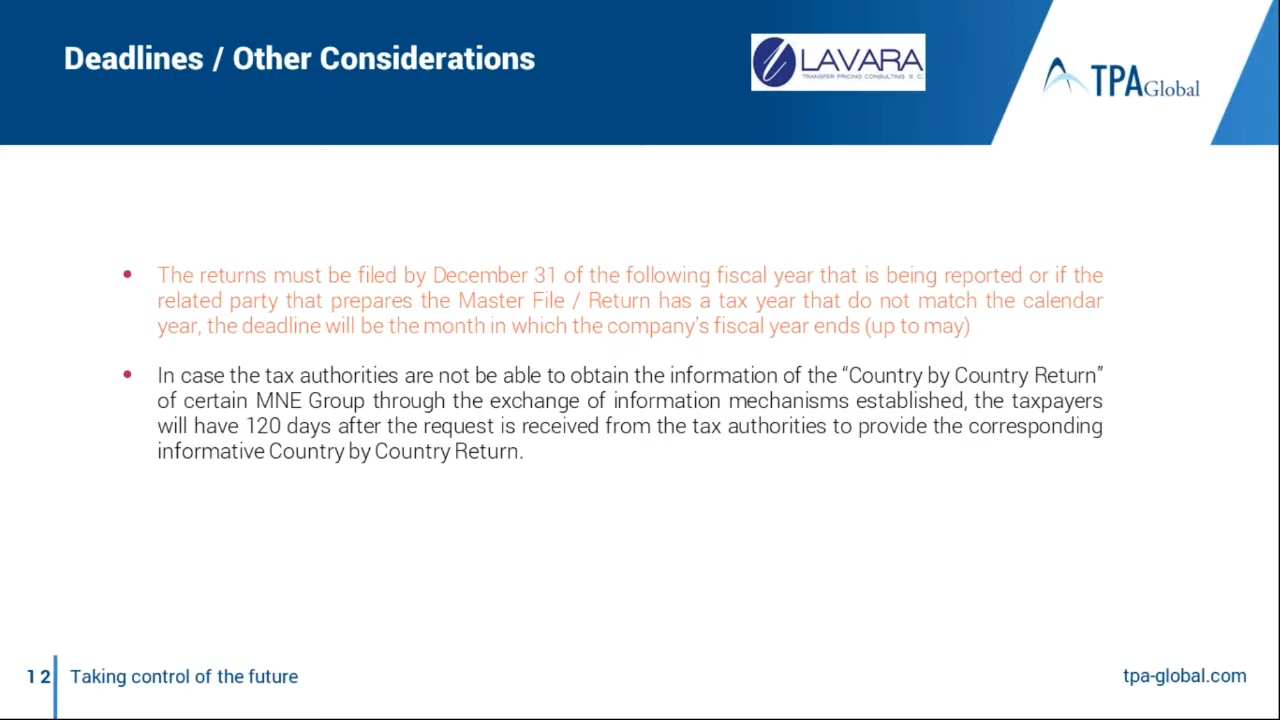 Deadlines / Other Considerations
LAVARA
TRANSFER PRICING CONSULTING S. C.
TPA Global
The returns must be filed by December 31 of the following fiscal year that is being reported or if the
related party that prepares the Master File / Return has a tax year that do not match the calendar
year, the deadline will be the month in which the company’s fiscal year ends (up to may)
In case the tax authorities are not be able to obtain the information of the “Country by Country Return”
of certain MNE Group through the exchange of information mechanisms established, the taxpayers
will have 120 days after the request is received from the tax authorities to provide the corresponding
informative Country by Country Return.
12
Taking control of the future
tpa-global.com